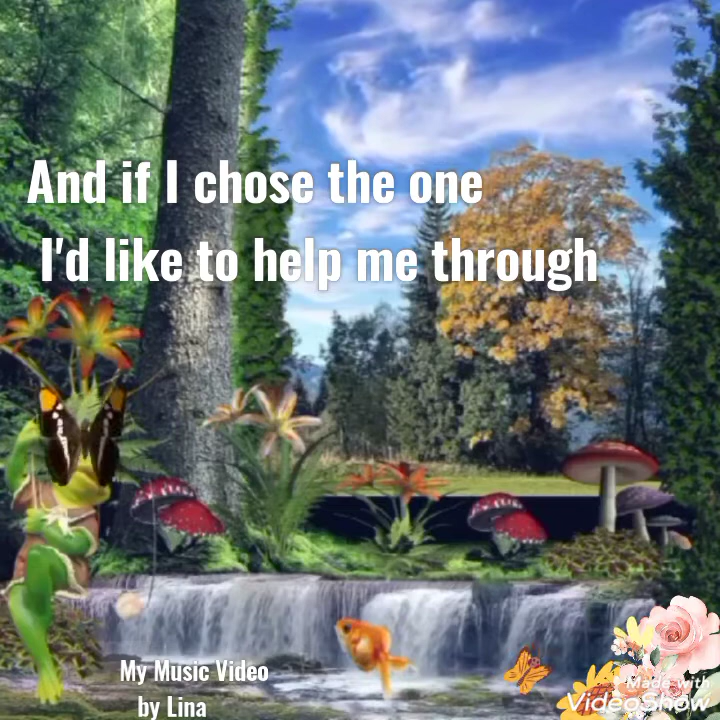 And if I chose the one
I'd like to help me through
My Music Video
by Lina
Made with
VideoShow